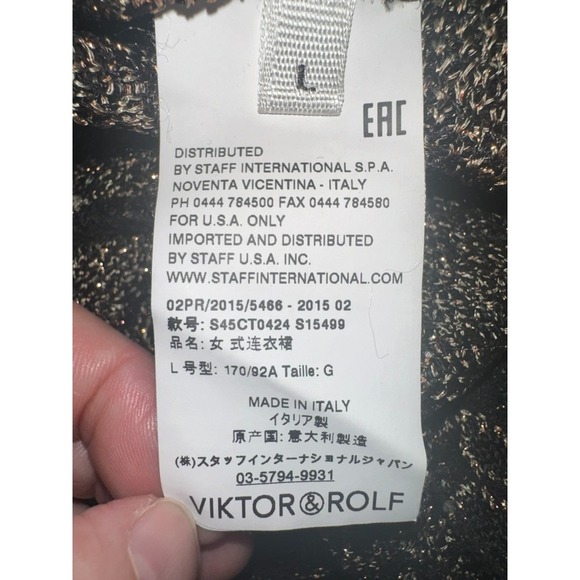 L
EAC
DISTRIBUTED
BY STAFF INTERNATIONAL S.P.A.
NOVENTA VICENTINA - ITALY
PH 0444 784500 FAX 0444 784580
FOR U.S.A. ONLY
IMPORTED AND DISTRIBUTED
BY STAFF U.S.A. INC.
WWW.STAFFINTERNATIONAL.COM
02PR/2015/5466 - 2015 02
款号: S45CT0424 S15499
品名: 女 式连衣裙
L 号型: 170/92A Taille: G
MADE IN ITALY
イタリア製
原产国: 意大利製造
(株)スタッフインターナショナルジャパン
03-5794-9931
VIKTOR&ROLF